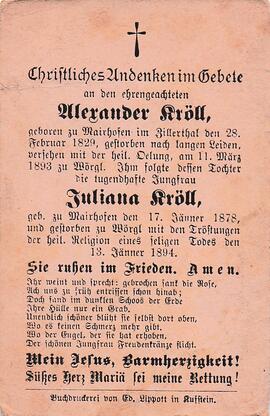 Christliches Andenken im Gebete
an den ehrengeachteten
Alexander Kröll,
geboren zu Mairhofen im Zillerthal den 28.
Februar 1829, gestorben nach langen Leiden,
versehen mit der heil. Oelung, am 11. März
1893 zu Wörgl. Ihm folgte dessen Tochter
die tugendhafte Jungfrau
Juliana Kröll,
geb. zu Mairhofen den 17. Jänner 1878,
und gestorben zu Wörgl mit den Tröstungen
der heil. Religion eines seligen Todes den
13. Jänner 1894.
Sie ruhen im Frieden. Amen.
Ihr weint und sprecht: gebrochen sank die Rose,
Ach uns zu früh entrissen schon hinab;
Doch sand im dunklen Schoos der Erde
Ihre Hülle nur ein Grab.
Unendlich schöner blüht sie selbst dort oben,
Wo es keinen Schmerz mehr gibt.
Wo der Engel, der sie hat erhoben.
Der schönen Jungfrau Freudenkränze flicht.
Mein Jesus, Barmherzigkeit!
Süßes Herz Mariä sei meine Rettung!
Buchdruckerei von Ed. Lippott in Kufstein.